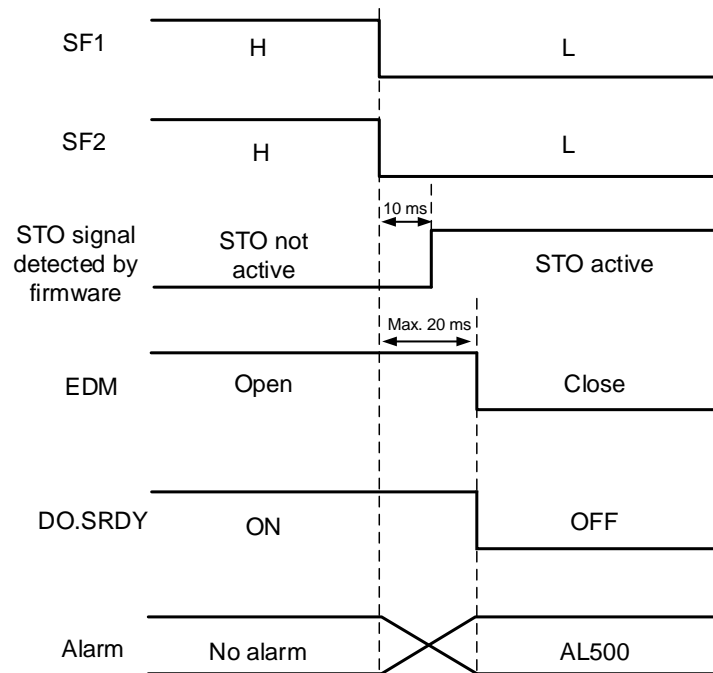 SF1
H
L
SF2
H
L
10 ms
STO signal
detected by
firmware
STO not
active
STO active
Max. 20 ms
EDM
Open
Close
DO.SRDY
ON
OFF
Alarm
No alarm
AL500